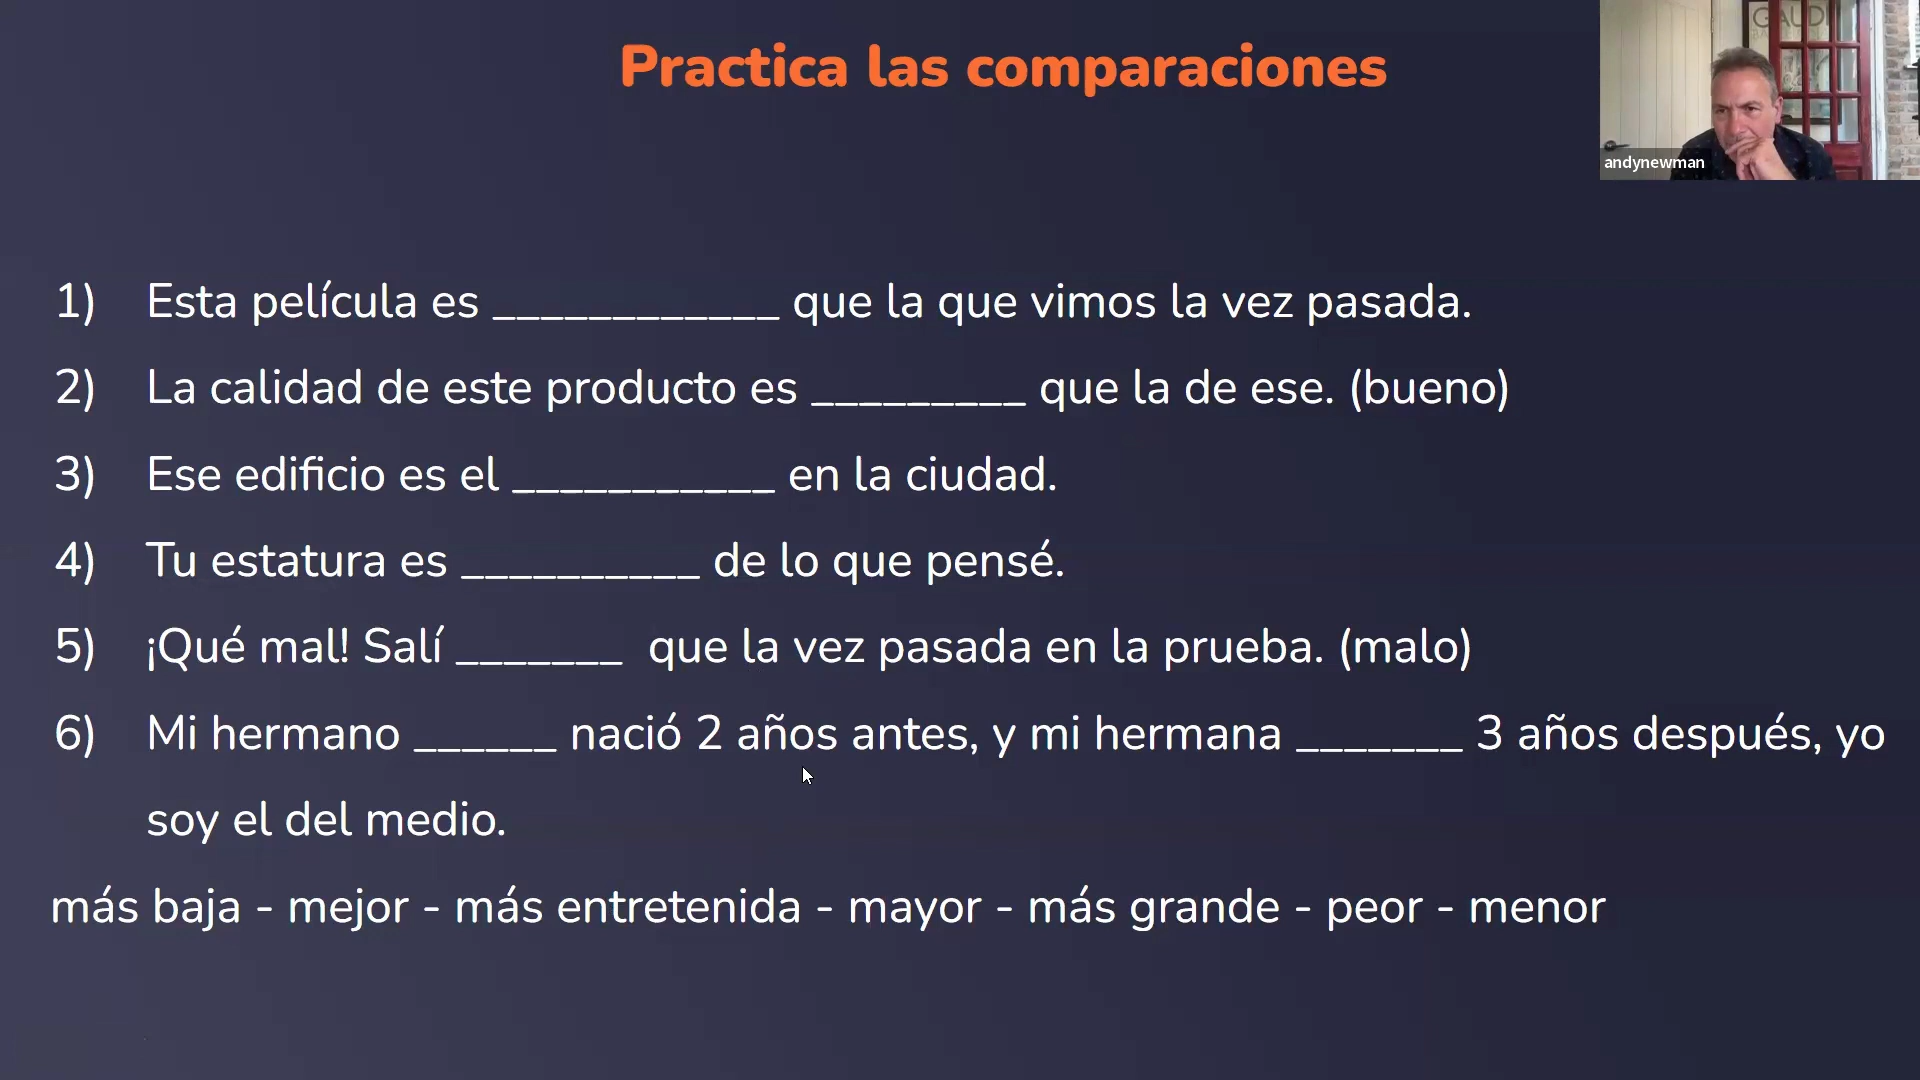 Practica las comparaciones
GAUDI
andynewman
1) Esta película es ____________ que la que vimos la vez pasada.
2) La calidad de este producto es _________ que la de ese. (bueno)
3) Ese edificio es el ___________ en la ciudad.
4) Tu estatura es __________ de lo que pensé.
5) ¡Qué mal! Salí _______ que la vez pasada en la prueba. (malo)
6) Mi hermano ______ nació 2 años antes, y mi hermana _______ 3 años después, yo
soy el del medio.
más baja - mejor - más entretenida - mayor - más grande - peor - menor